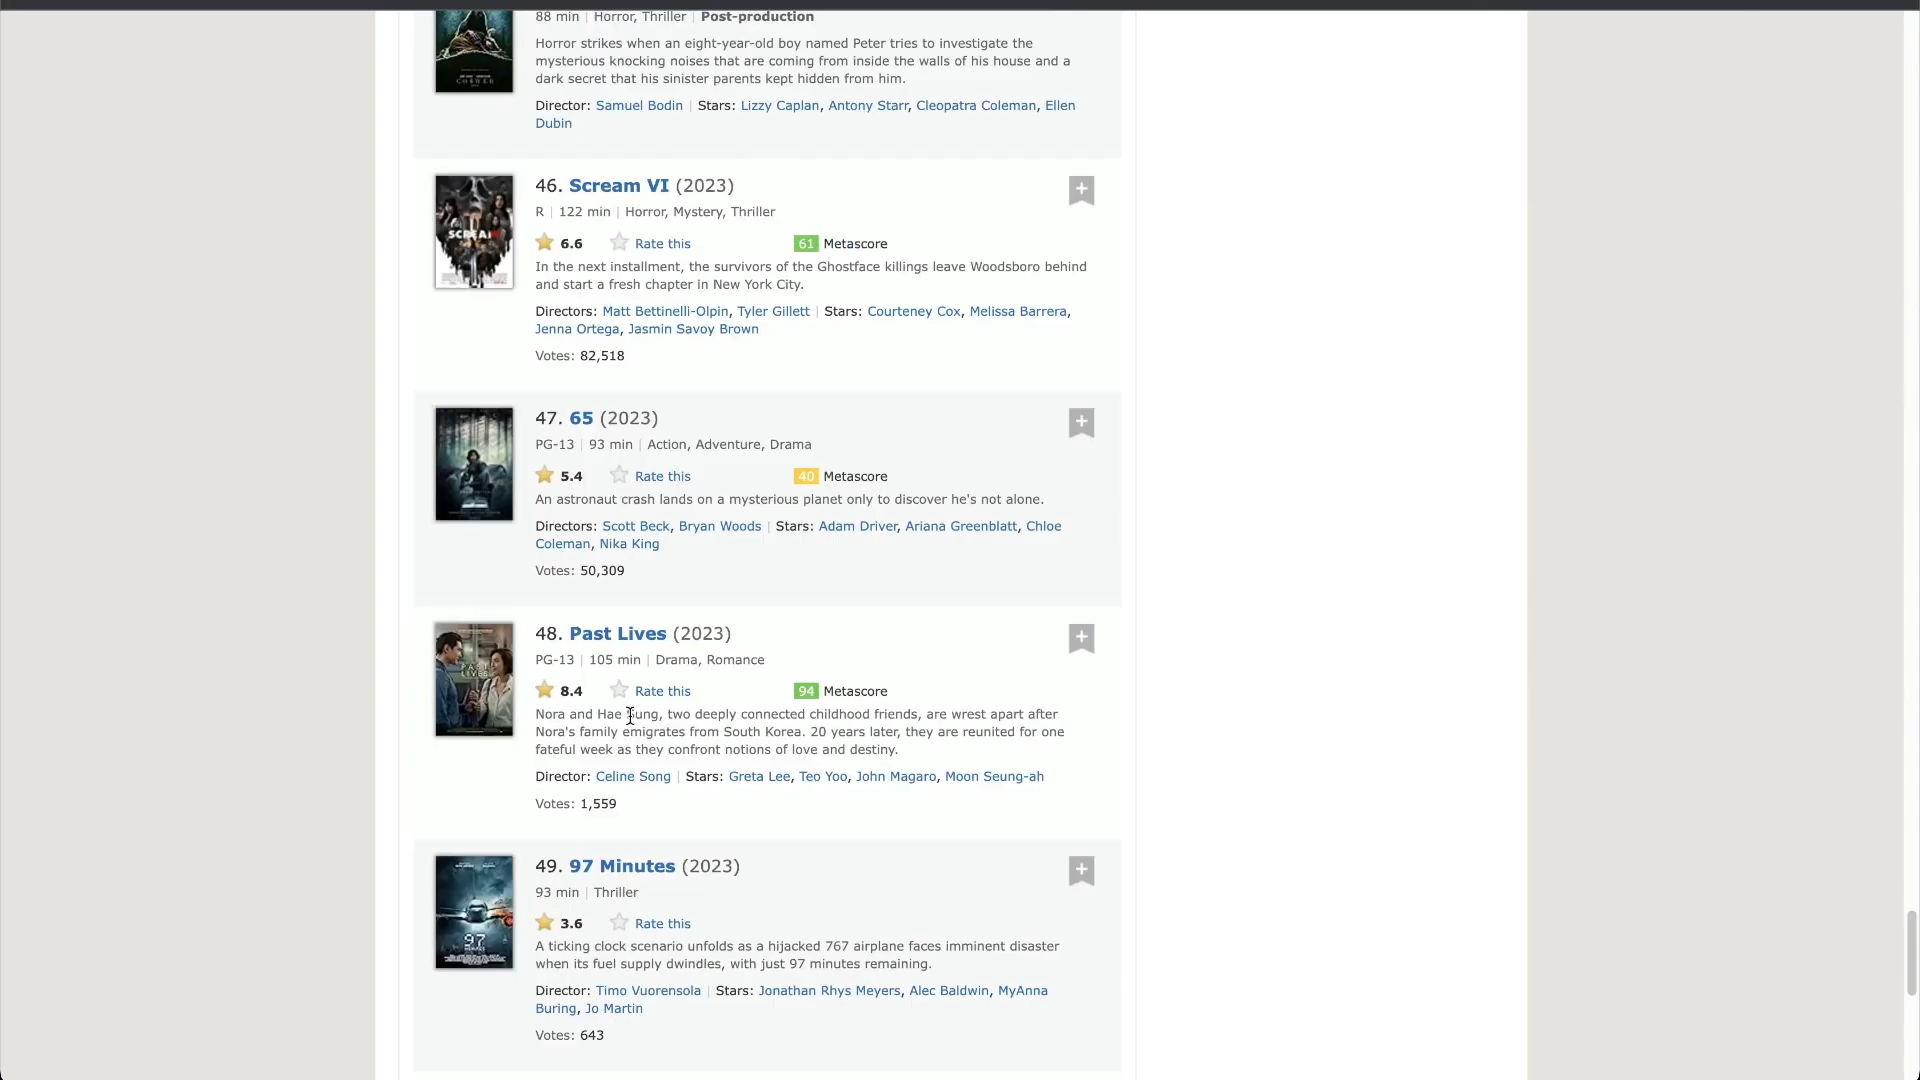 88 min | Horror, Thriller | Post-production
Horror strikes when an eight-year-old boy named Peter tries to investigate the
mysterious knocking noises that are coming from inside the walls of his house and a
dark secret that his sinister parents kept hidden from him.
Director: Samuel Bodin | Stars: Lizzy Caplan, Antony Starr, Cleopatra Coleman, Ellen
Dubin
46. Scream VI (2023)
R | 122 min | Horror, Mystery, Thriller
6.6 Rate this 61 Metascore
In the next installment, the survivors of the Ghostface killings leave Woodsboro behind
and start a fresh chapter in New York City.
Directors: Matt Bettinelli-Olpin, Tyler Gillett | Stars: Courteney Cox, Melissa Barrera,
Jenna Ortega, Jasmin Savoy Brown
Votes: 82,518
47. 65 (2023)
PG-13 | 93 min | Action, Adventure, Drama
5.4 Rate this 40 Metascore
An astronaut crash lands on a mysterious planet only to discover he's not alone.
Directors: Scott Beck, Bryan Woods | Stars: Adam Driver, Ariana Greenblatt, Chloe
Coleman, Nika King
Votes: 50,309
48. Past Lives (2023)
PG-13 | 105 min | Drama, Romance
8.4 Rate this 94 Metascore
Nora and Hae Sung, two deeply connected childhood friends, are wrest apart after
Nora's family emigrates from South Korea. 20 years later, they are reunited for one
fateful week as they confront notions of love and destiny.
Director: Celine Song | Stars: Greta Lee, Teo Yoo, John Magaro, Moon Seung-ah
Votes: 1,559
49. 97 Minutes (2023)
93 min | Thriller
3.6 Rate this
A ticking clock scenario unfolds as a hijacked 767 airplane faces imminent disaster
when its fuel supply dwindles, with just 97 minutes remaining.
Director: Timo Vuorensola | Stars: Jonathan Rhys Meyers, Alec Baldwin, MyAnna
Buring, Jo Martin
Votes: 643